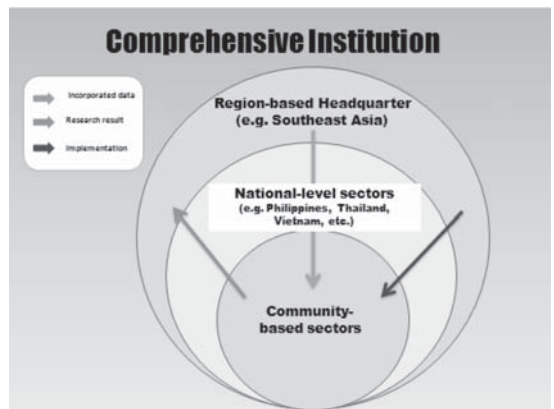 Comprehensive Institution
Incorporated data
Research result
Implementation
Region-based Headquarter
(e.g. Southeast Asia)
National-level sectors
(e.g. Philippines, Thailand,
Vietnam, etc.)
Community-
based sectors